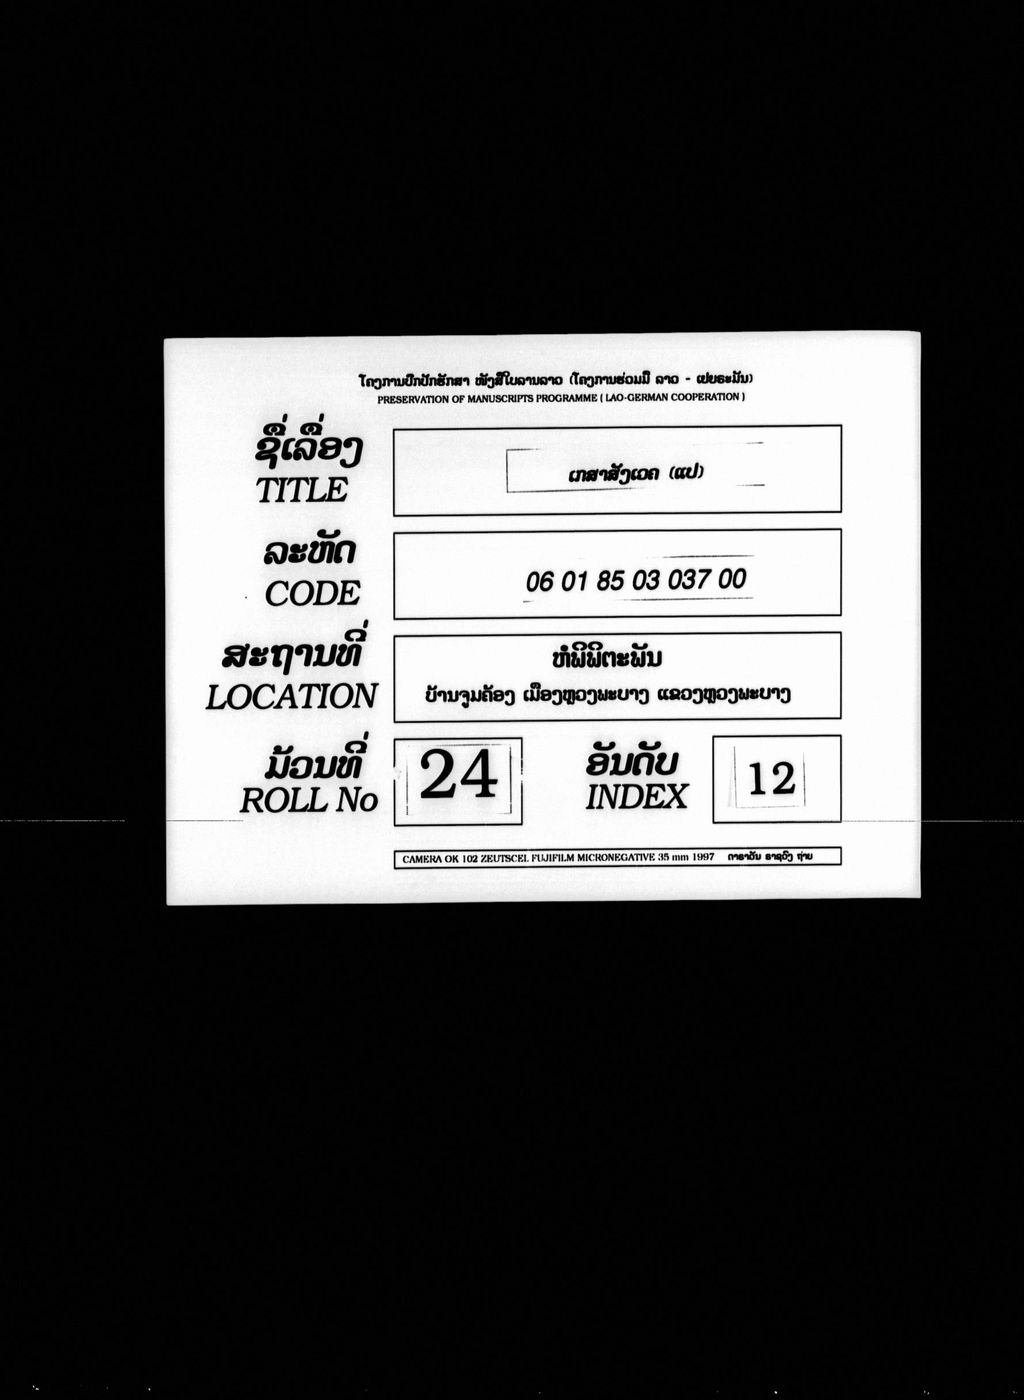 ໂຄງການປົກປັກຮັກສາ ໜັງສືໃບລານລາວ (ໂຄງການຮ່ວມມື ລາວ - ເຢຍຣະມັນ)
PRESERVATION OF MANUSCRIPTS PROGRAMME ( LAO-GERMAN COOPERATION )
ຊື່ເລື່ອງ
TITLE
ເກສາສັງເວຄ (ແປ)
ລະຫັດ
CODE
06 01 85 03 037 00
ສະຖານທີ່
LOCATION
ຫໍພິພິຕະພັນ
ບ້ານຈູມຄ້ອງ ເມືອງຫຼວງພະບາງ ແຂວງຫຼວງພະບາງ
ມ້ວນທີ່
ROLL No
24
ອັນດັບ
INDEX
12
CAMERA OK 102 ZEUTSCEL FUJIFILM MICRONEGATIVE 35 mm 1997 ຖ່າຍ